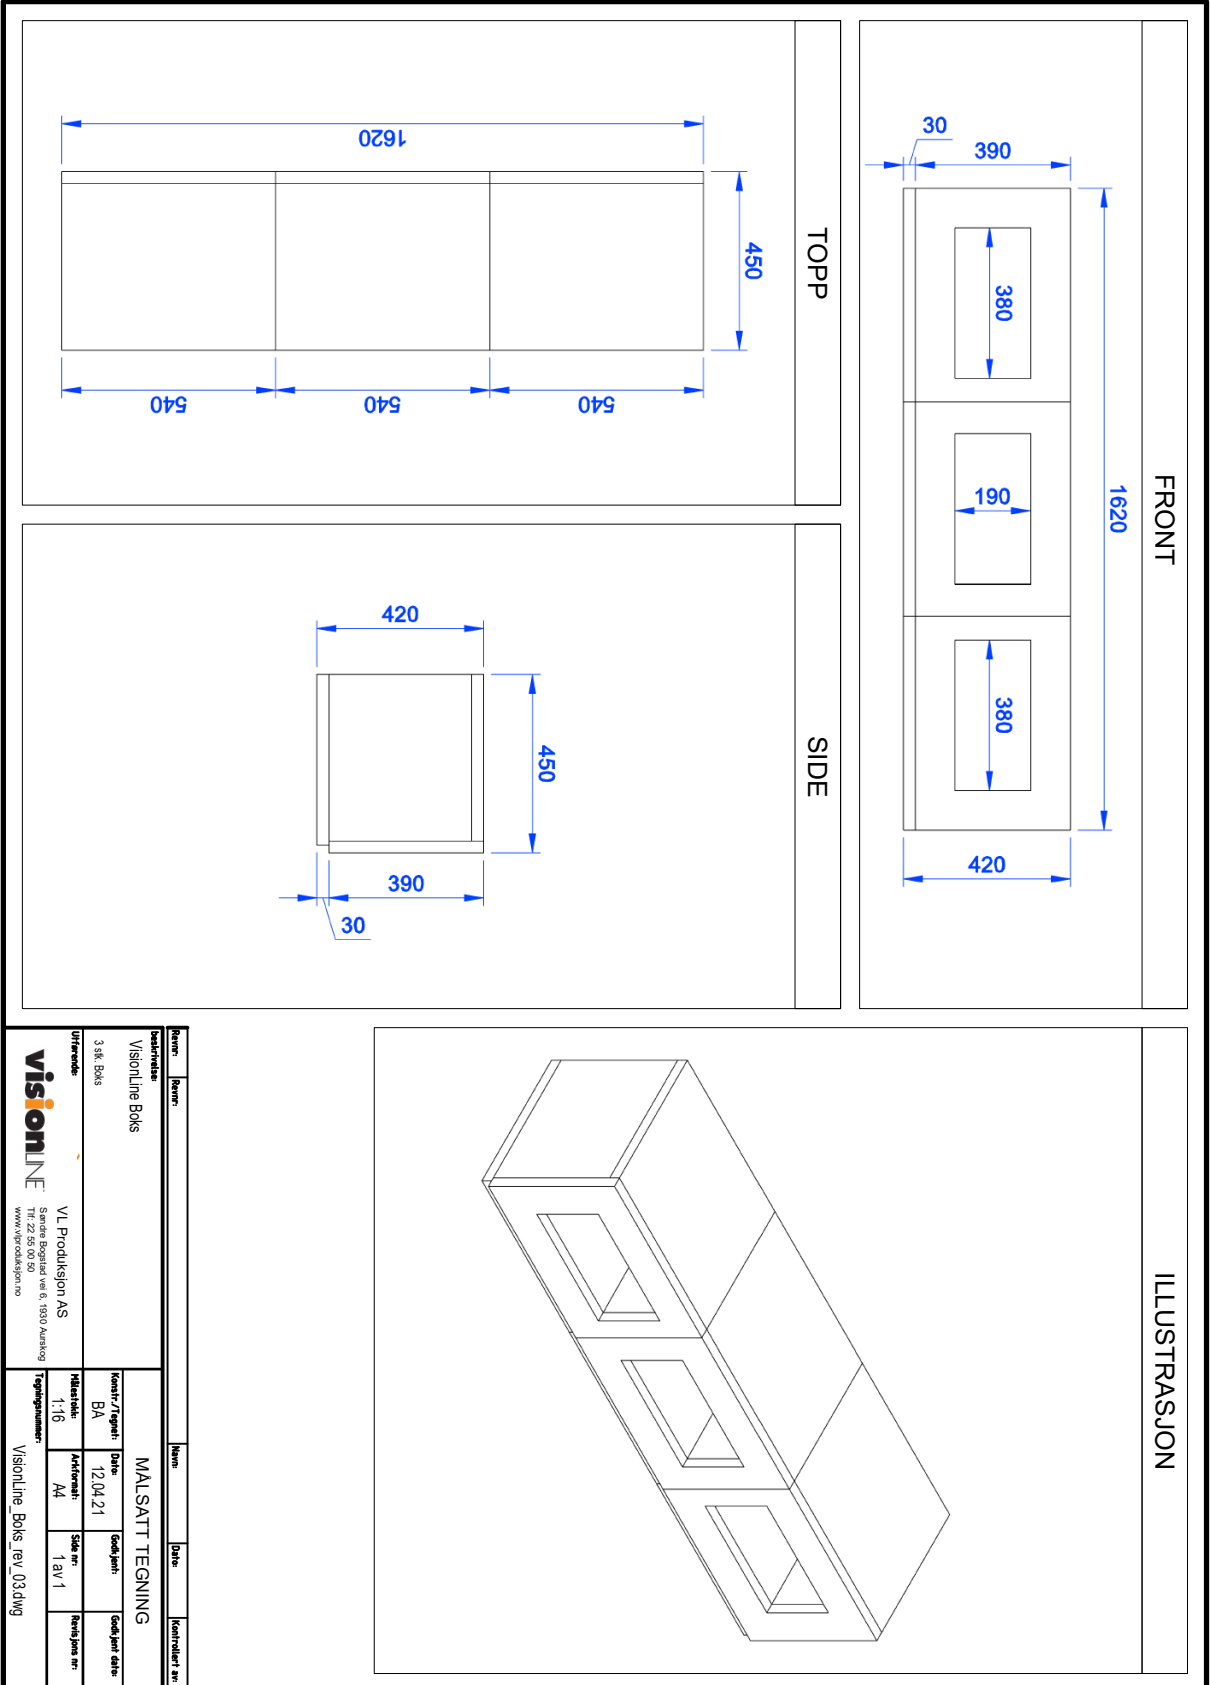 FRONT
1620
30
390
380
190
380
420
TOPP
1620
450
540
540
540
SIDE
420
450
390
30
ILLUSTRASJON
Revnr:
Revnr:
Navn:
Dato:
Kontrollert av:
beskrivelse:
VisionLine Boks
3 stk. Boks
MÅLSATT TEGNING
Konstr./Tegnet:
BA
Dato:
12.04.21
Godkjent:
Godkjent dato:
Utførende:
visionLINE
VL Produksjon AS
Søndre Bogstad vei 6, 1930 Aurskog
Tlf: 22 55 00 50
www.vlproduksjon.no
Målestokk:
1:16
Arkformat:
A4
Side nr:
1 av 1
Revisjons nr:
Tegningsnummer:
VisionLine_Boks_rev_03.dwg